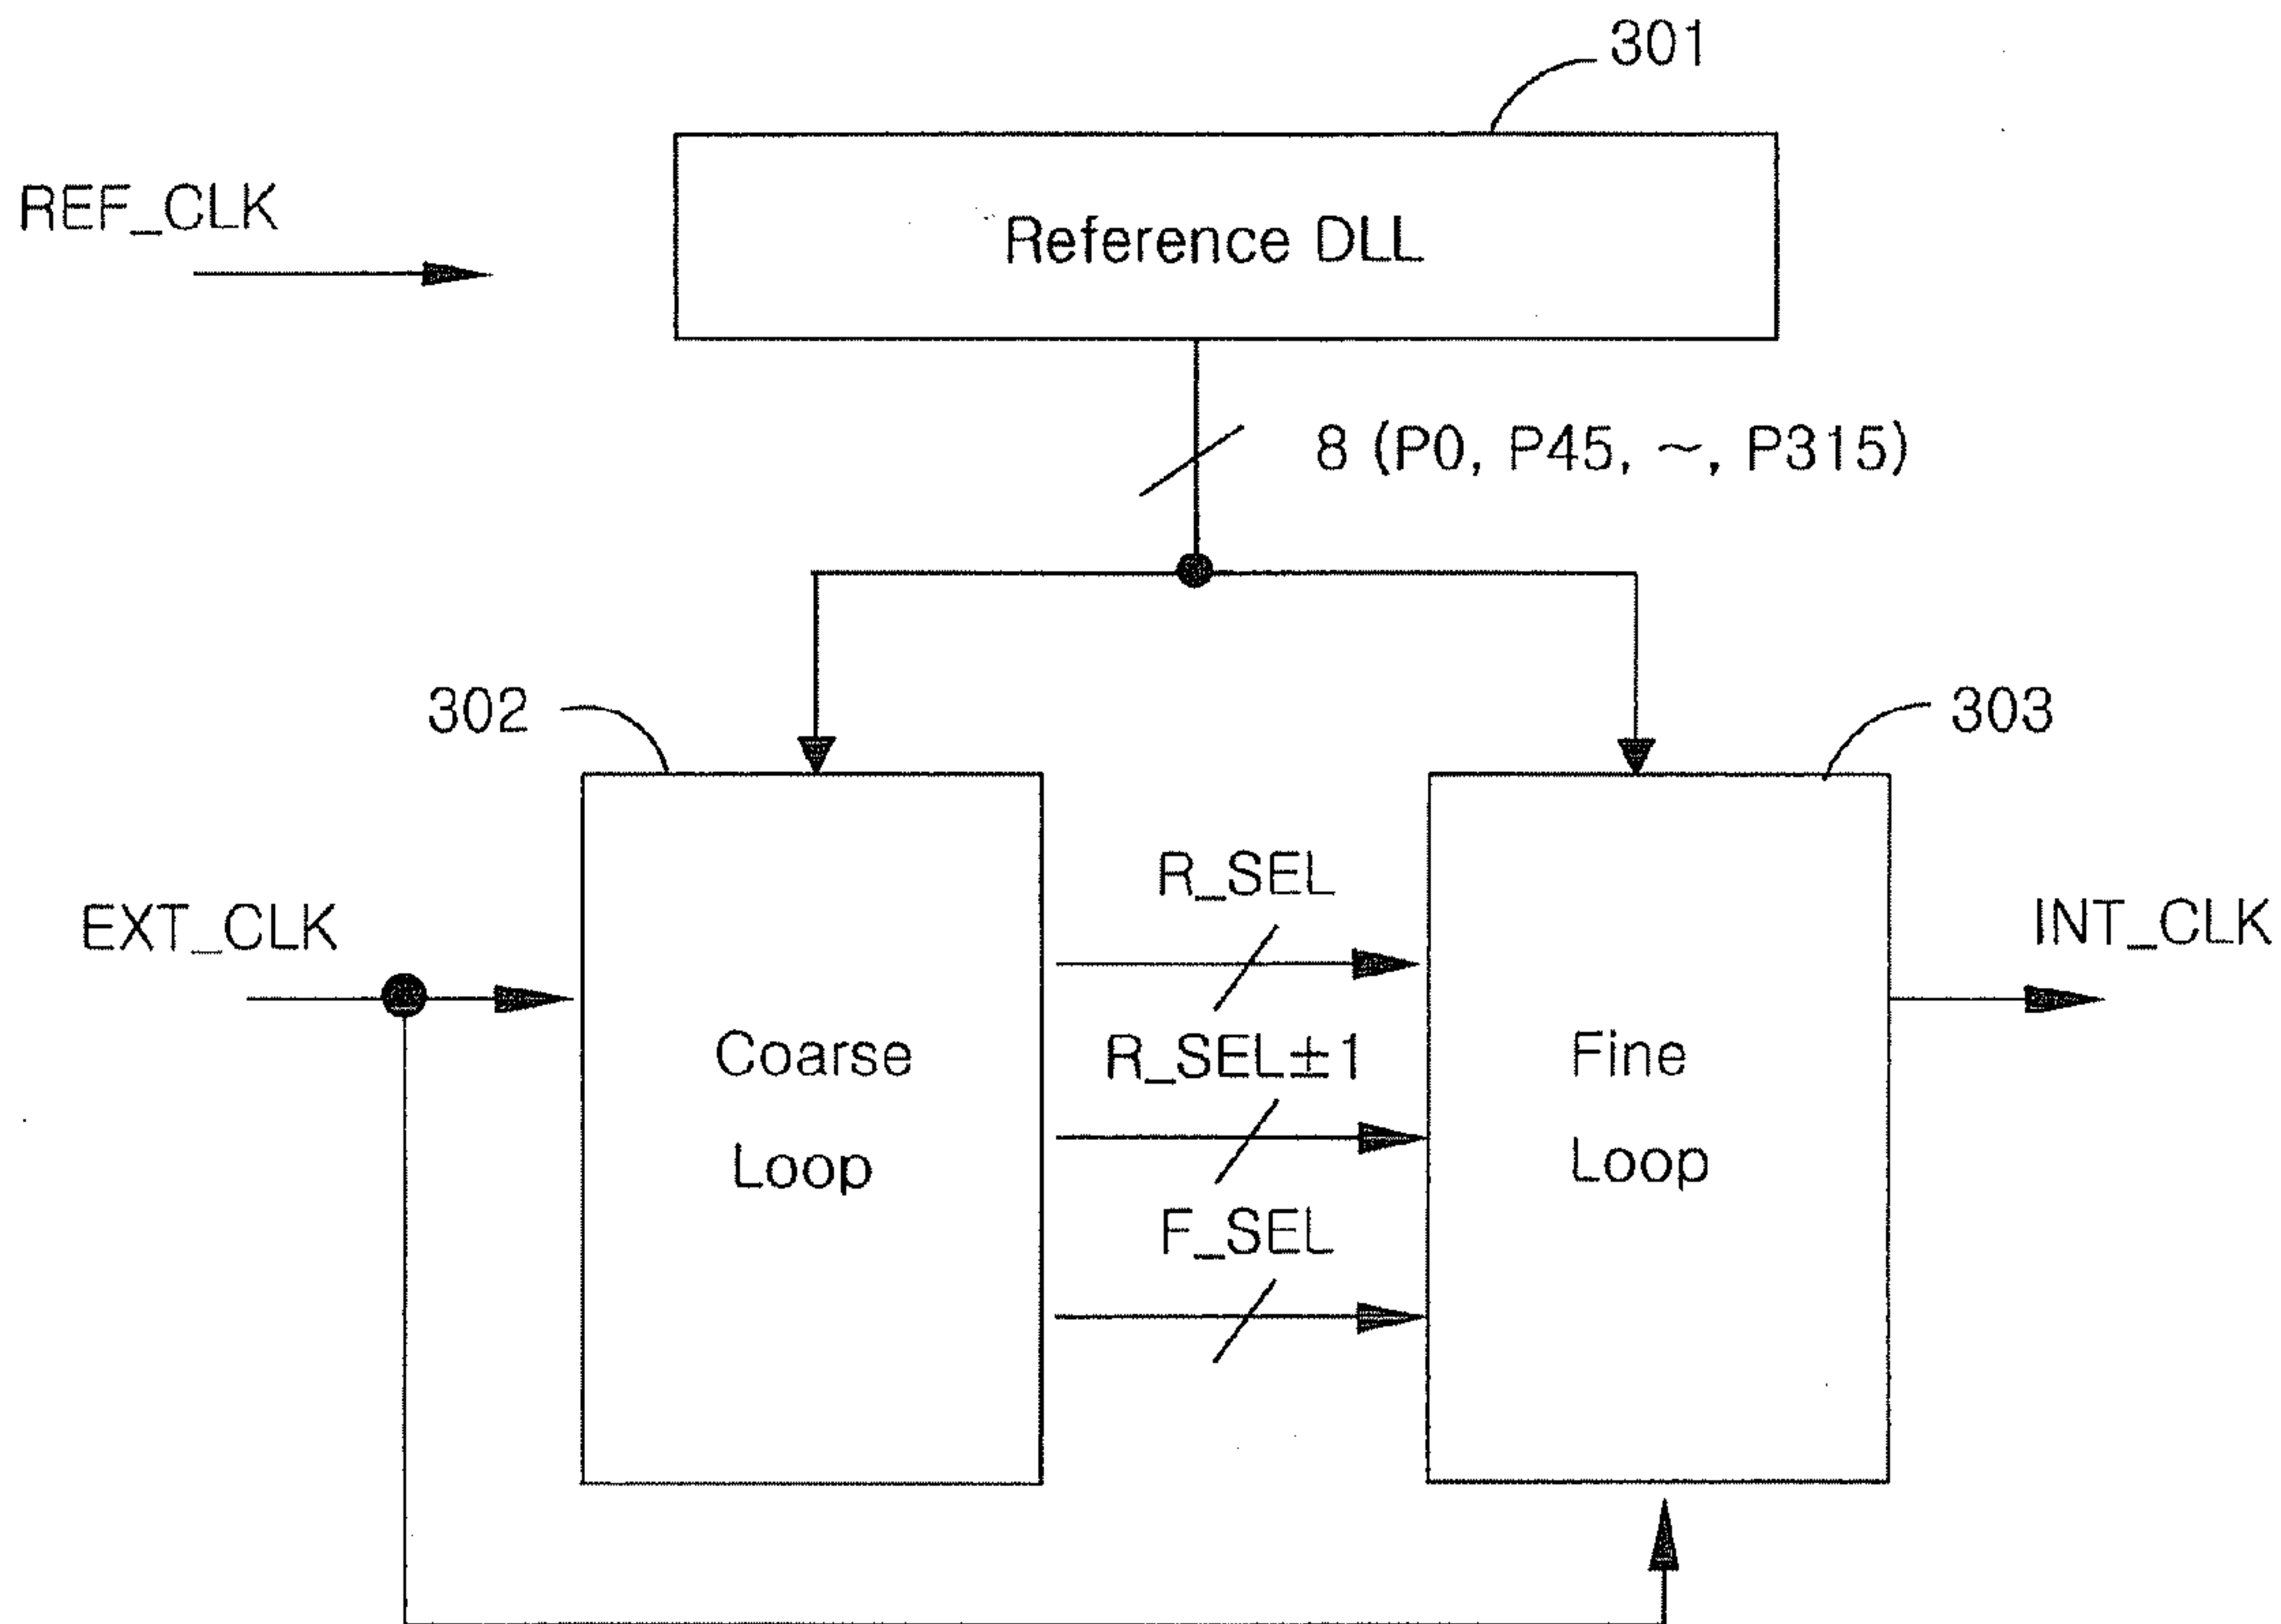 301
REF_CLK
Reference DLL
8 (P0, P45, ~, P315)
302
303
EXT_CLK
Coarse
Loop
R_SEL
R_SEL±1
F_SEL
Fine
Loop
INT_CLK